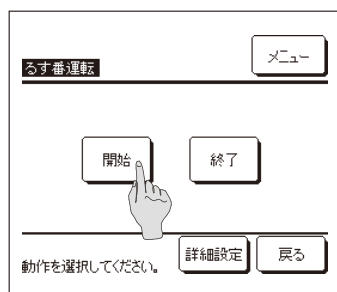 るす番運転
メニュー
開始
終了
動作を選択してください。
詳細設定
戻る